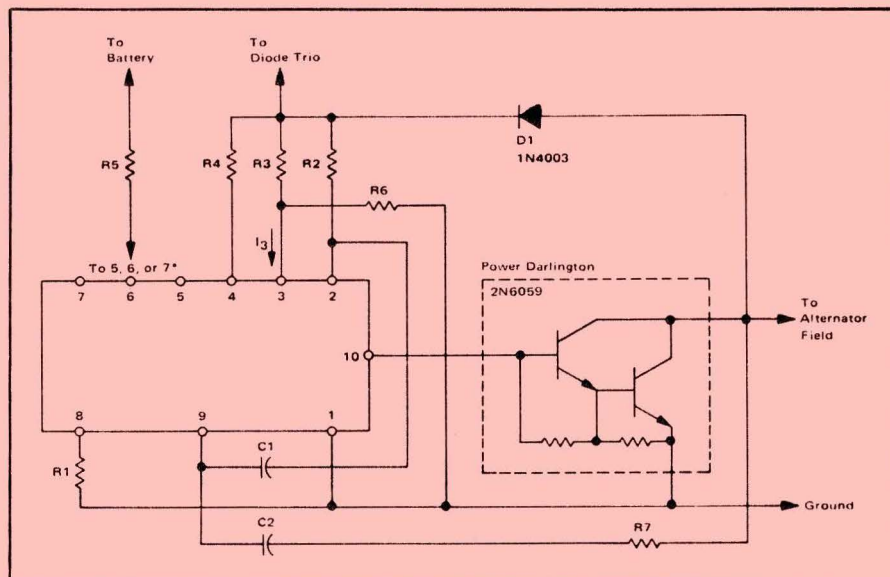 To
Battery
To
Diode Trio
D1
1N4003
R5
R4
R3
R2
R6
I3
To 5, 6, or 7*
7
6
5
4
3
2
Power Darlington
2N6059
To
Alternator
Field
10
8
9
1
R1
C1
Ground
C2
R7